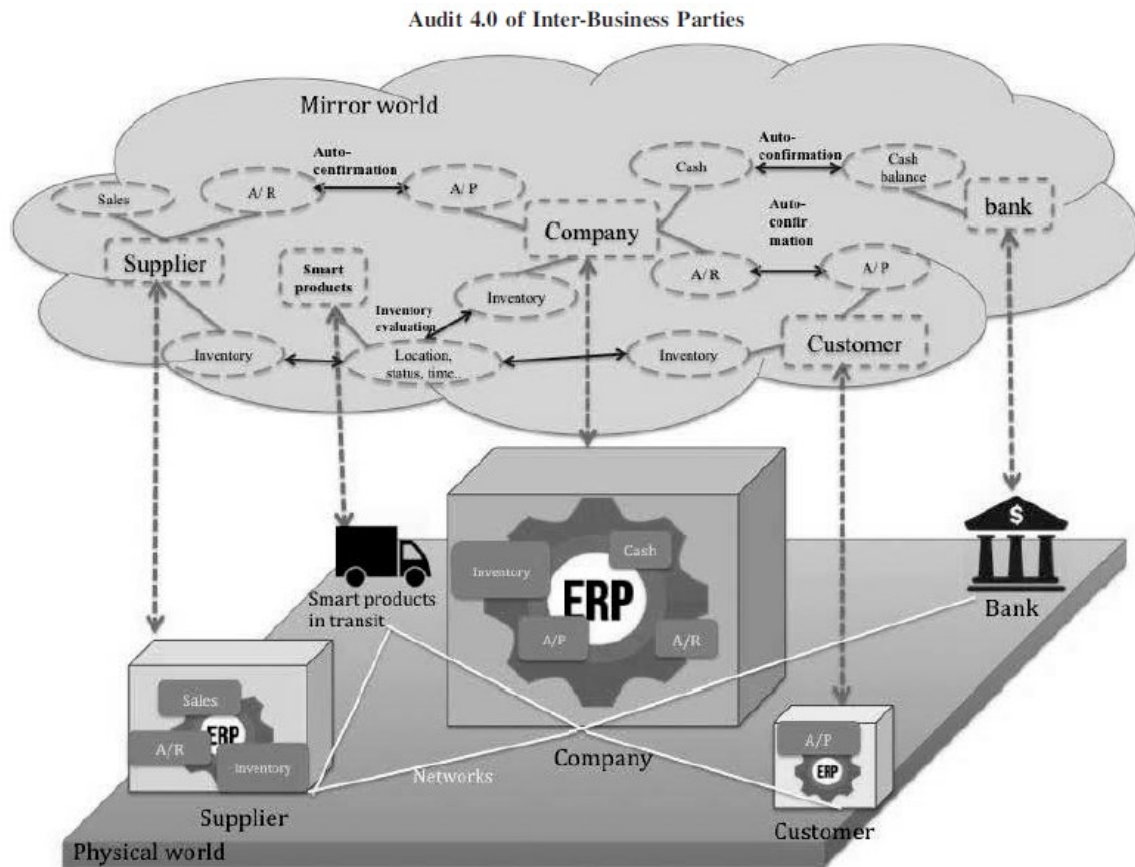 Audit 4.0 of Inter-Business Parties
Mirror world
Auto-
confirmation
Auto-
confirmation
Sales
A/ R
A/ P
Cash
Cash
balance
bank
Company
Auto-
confir
mation
Supplier
Smart
products
A/ R
A/ P
Inventory
Inventory
evaluation
Customer
Inventory
Location,
status, time..
Inventory
Cash
Inventory
ERP
A/P
A/R
$
Bank
Smart products
in transit
Sales
ERP
A/R
Inventory
A/P
ERP
Company
Networks
Supplier
Customer
Physical world